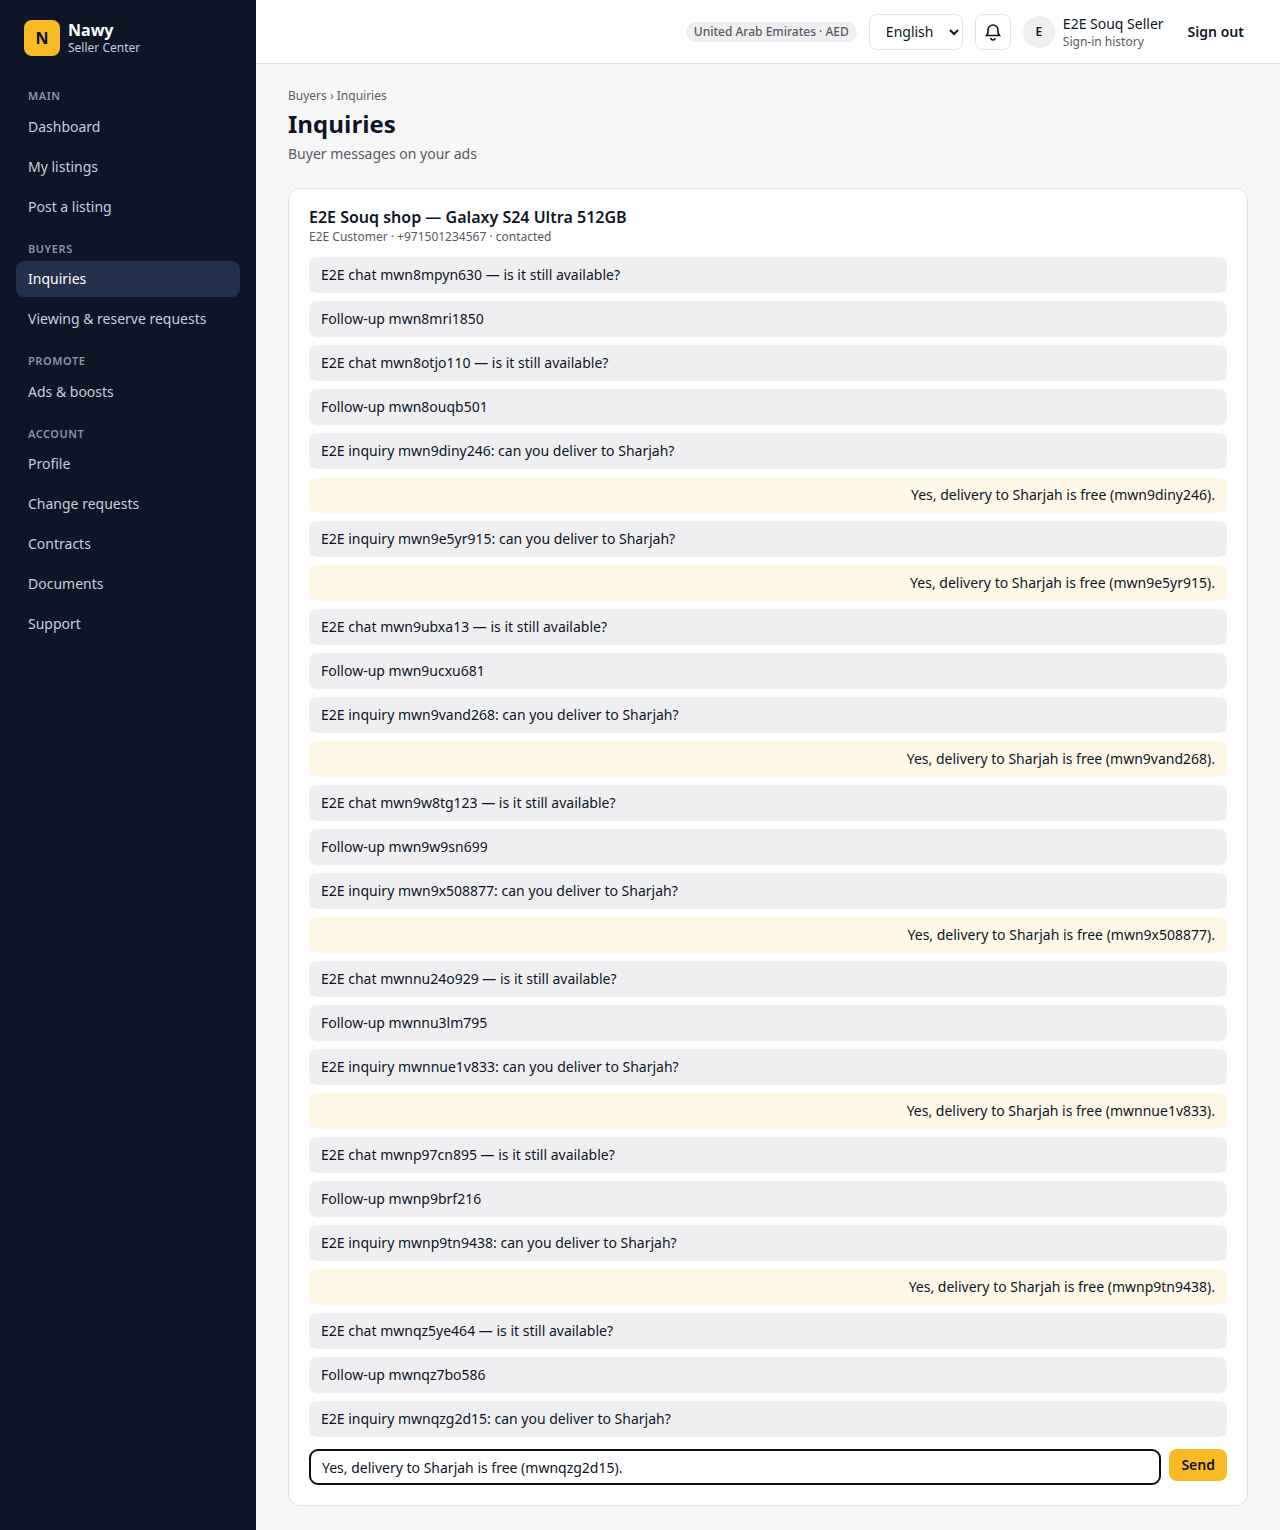 N
Nawy
Seller Center
MAIN
Dashboard
My listings
Post a listing
BUYERS
Inquiries
Viewing & reserve requests
PROMOTE
Ads & boosts
ACCOUNT
Profile
Change requests
Contracts
Documents
Support
United Arab Emirates · AED
English
E
E2E Souq Seller
Sign-in history
Sign out
Buyers › Inquiries
Inquiries
Buyer messages on your ads
E2E Souq shop — Galaxy S24 Ultra 512GB
E2E Customer · +971501234567 · contacted
E2E chat mwn8mpyn630 — is it still available?
Follow-up mwn8mri1850
E2E chat mwn8otjo110 — is it still available?
Follow-up mwn8ouqb501
E2E inquiry mwn9diny246: can you deliver to Sharjah?
Yes, delivery to Sharjah is free (mwn9diny246).
E2E inquiry mwn9e5yr915: can you deliver to Sharjah?
Yes, delivery to Sharjah is free (mwn9e5yr915).
E2E chat mwn9ubxa13 — is it still available?
Follow-up mwn9ucxu681
E2E inquiry mwn9vand268: can you deliver to Sharjah?
Yes, delivery to Sharjah is free (mwn9vand268).
E2E chat mwn9w8tg123 — is it still available?
Follow-up mwn9w9sn699
E2E inquiry mwn9x508877: can you deliver to Sharjah?
Yes, delivery to Sharjah is free (mwn9x508877).
E2E chat mwnnu24o929 — is it still available?
Follow-up mwnnu3lm795
E2E inquiry mwnnue1v833: can you deliver to Sharjah?
Yes, delivery to Sharjah is free (mwnnue1v833).
E2E chat mwnp97cn895 — is it still available?
Follow-up mwnp9brf216
E2E inquiry mwnp9tn9438: can you deliver to Sharjah?
Yes, delivery to Sharjah is free (mwnp9tn9438).
E2E chat mwnqz5ye464 — is it still available?
Follow-up mwnqz7bo586
E2E inquiry mwnqzg2d15: can you deliver to Sharjah?
Yes, delivery to Sharjah is free (mwnqzg2d15).
Send